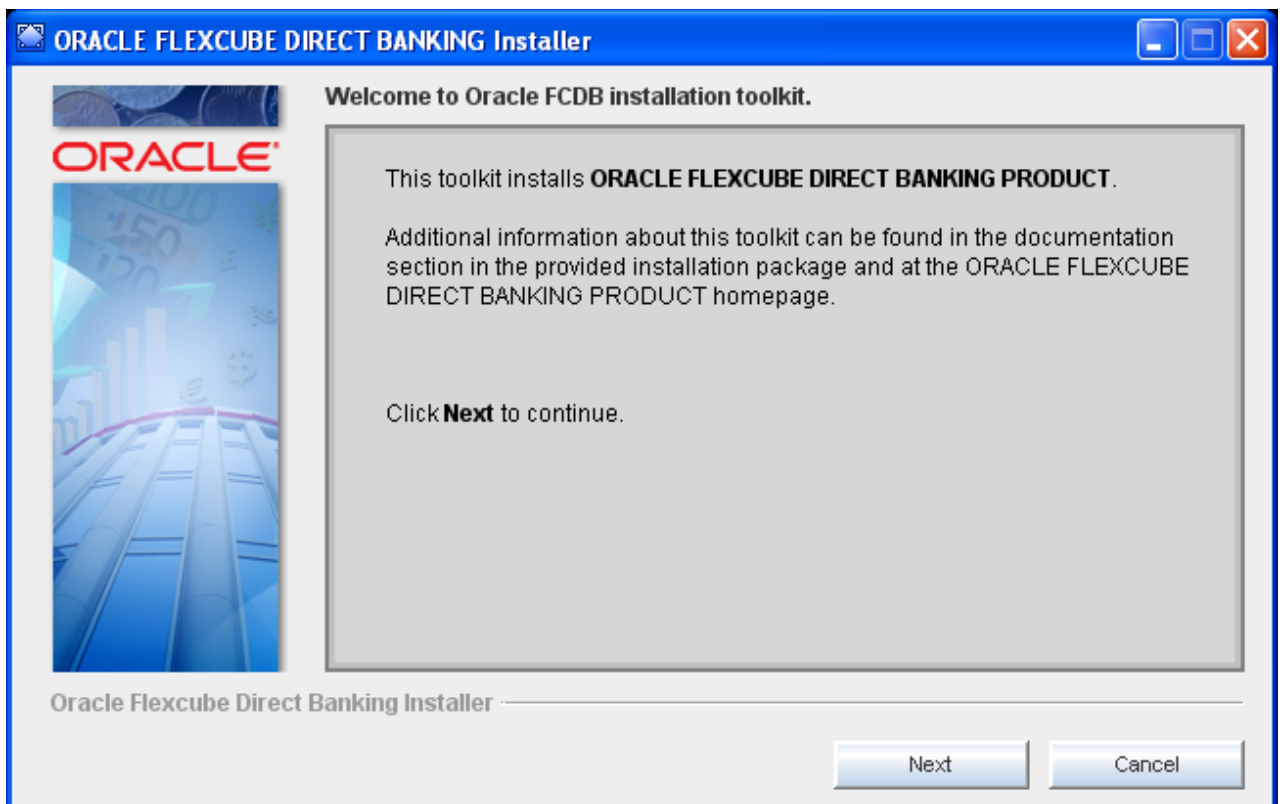 ORACLE FLEXCUBE DIRECT BANKING Installer
Welcome to Oracle FCDB installation toolkit.
ORACLE
This toolkit installs ORACLE FLEXCUBE DIRECT BANKING PRODUCT.
Additional information about this toolkit can be found in the documentation
section in the provided installation package and at the ORACLE FLEXCUBE
DIRECT BANKING PRODUCT homepage.
Click Next to continue.
Oracle Flexcube Direct Banking Installer
Next
Cancel